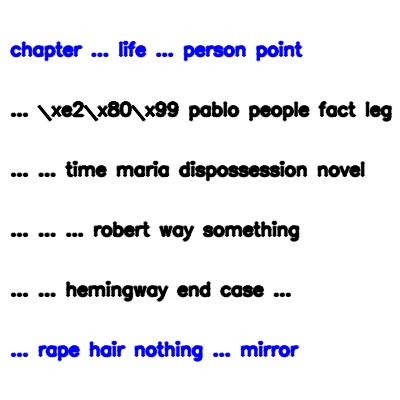 chapter ... life ... person point
... \xe2\x80\x99 pablo people fact leg
... ... time maria dispossession novel
... ... ... robert way something
... ... hemingway end case ...
... rape hair nothing ... mirror